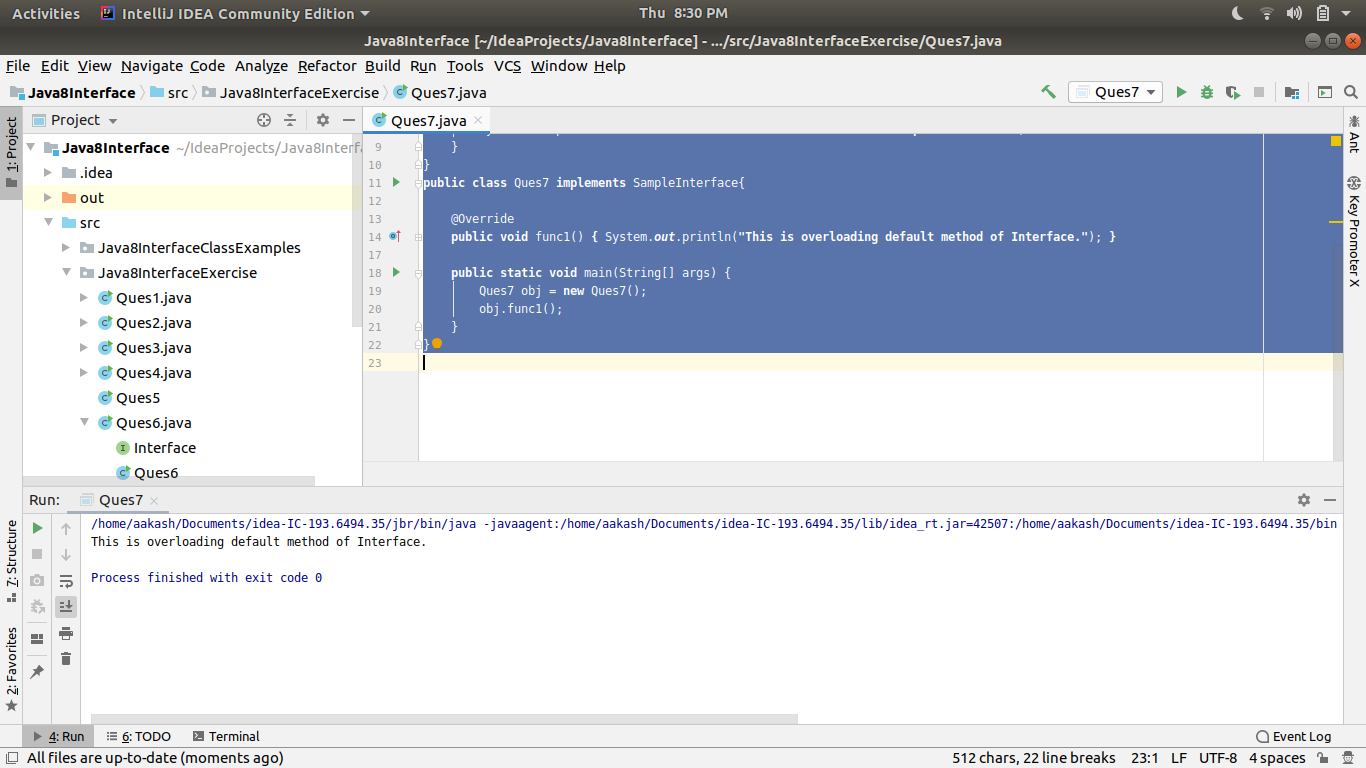 Activities IntelliJ IDEA Community Edition Thu 8:30 PM
Java8Interface [~/IdeaProjects/Java8Interface] - .../src/Java8InterfaceExercise/Ques7.java
File Edit View Navigate Code Analyze Refactor Build Run Tools VCS Window Help
Java8Interface src Java8InterfaceExercise Ques7.java Ques7
1: Project
Project
Java8Interface ~/IdeaProjects/Java8Interf
.idea
out
src
Java8InterfaceClassExamples
Java8InterfaceExercise
Ques1.java
Ques2.java
Ques3.java
Ques4.java
Ques5
Ques6.java
Interface
Ques6
Ques7.java
9 }
10 }
11 public class Ques7 implements SampleInterface{
12
13 @Override
14 public void func1() { System.out.println("This is overloading default method of Interface."); }
17
18 public static void main(String[] args) {
19 Ques7 obj = new Ques7();
20 obj.func1();
21 }
22 }
23
Ant
Key Promoter X
Run: Ques7
/home/aakash/Documents/idea-IC-193.6494.35/jbr/bin/java -javaagent:/home/aakash/Documents/idea-IC-193.6494.35/lib/idea_rt.jar=42507:/home/aakash/Documents/idea-IC-193.6494.35/bin
This is overloading default method of Interface.
Process finished with exit code 0
7: Structure
2: Favorites
4: Run 6: TODO Terminal Event Log
All files are up-to-date (moments ago) 512 chars, 22 line breaks 23:1 LF UTF-8 4 spaces